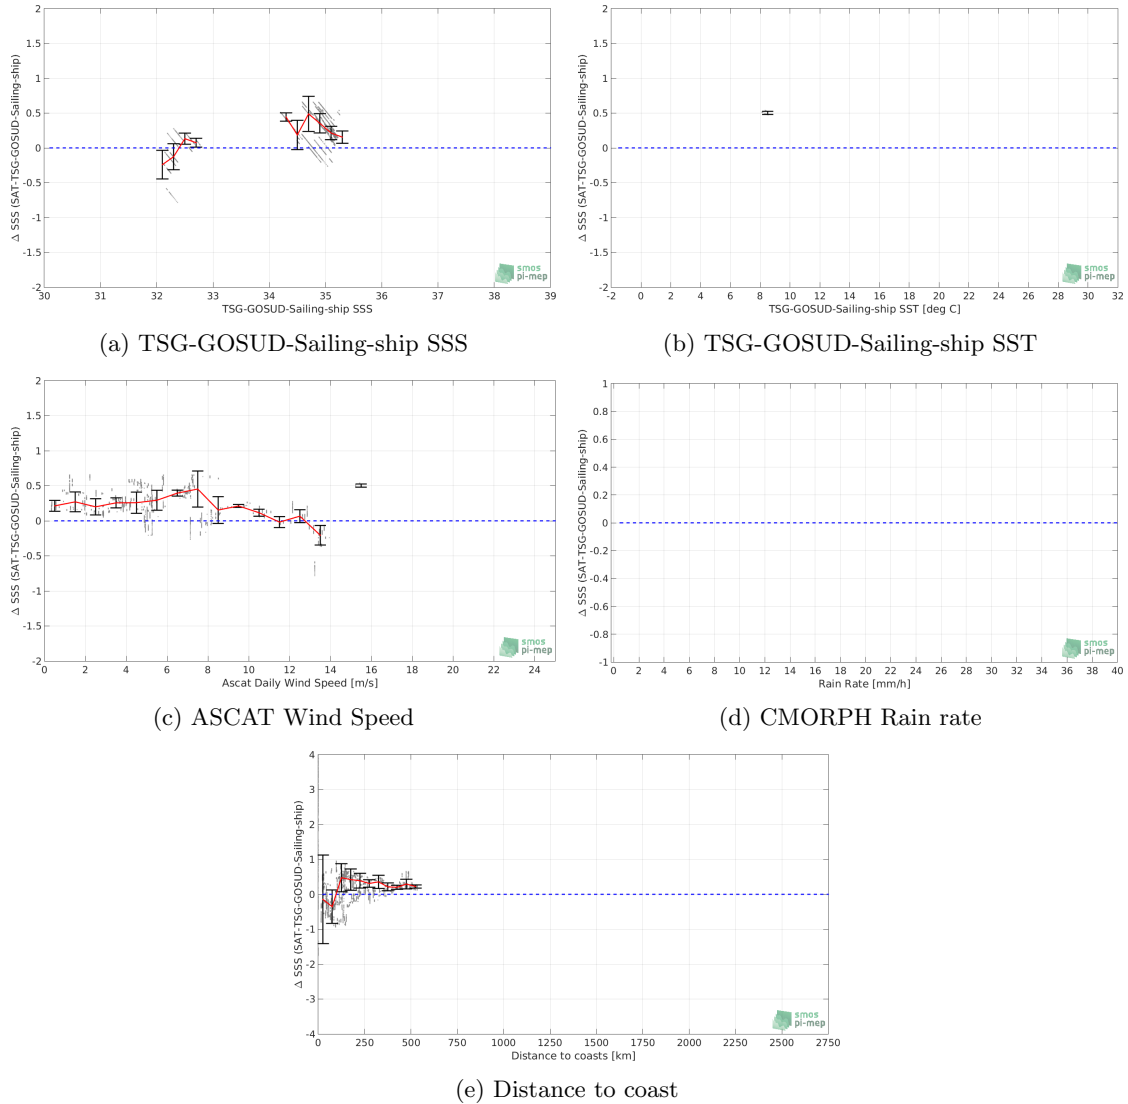 2
1.5
1
0.5
0
-0.5
-1
-1.5
-2
Δ SSS (SAT-TSG-GOSUD-Sailing-ship)
30 31 32 33 34 35 36 37 38 39
TSG-GOSUD-Sailing-ship SSS
smos
pi-mep
(a) TSG-GOSUD-Sailing-ship SSS
2
1.5
1
0.5
0
-0.5
-1
-1.5
-2
Δ SSS (SAT-TSG-GOSUD-Sailing-ship)
-2 0 2 4 6 8 10 12 14 16 18 20 22 24 26 28 30 32
TSG-GOSUD-Sailing-ship SST [deg C]
smos
pi-mep
(b) TSG-GOSUD-Sailing-ship SST
2
1.5
1
0.5
0
-0.5
-1
-1.5
-2
Δ SSS (SAT-TSG-GOSUD-Sailing-ship)
0 2 4 6 8 10 12 14 16 18 20 22 24
Ascat Daily Wind Speed [m/s]
smos
pi-mep
(c) ASCAT Wind Speed
1
0.8
0.6
0.4
0.2
0
-0.2
-0.4
-0.6
-0.8
-1
Δ SSS (SAT-TSG-GOSUD-Sailing-ship)
0 2 4 6 8 10 12 14 16 18 20 22 24 26 28 30 32 34 36 38 40
Rain Rate [mm/h]
smos
pi-mep
(d) CMORPH Rain rate
4
3
2
1
0
-1
-2
-3
-4
Δ SSS (SAT-TSG-GOSUD-Sailing-ship)
0 250 500 750 1000 1250 1500 1750 2000 2250 2500 2750
Distance to coasts [km]
smos
pi-mep
(e) Distance to coast